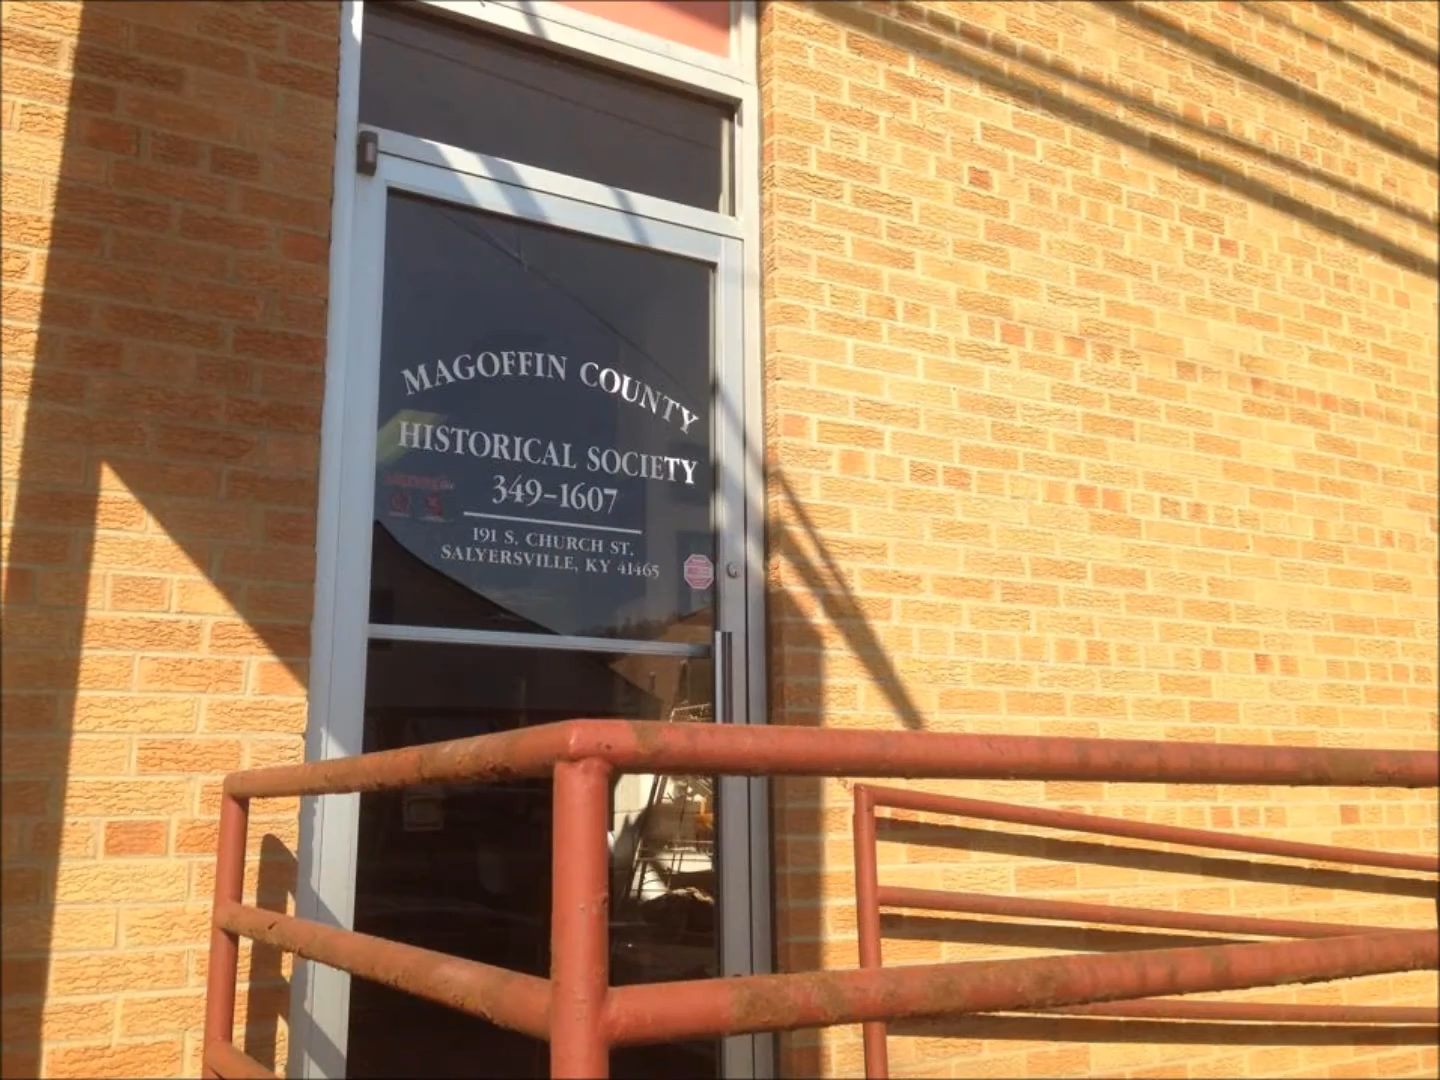 MAGOFFIN COUNTY
HISTORICAL SOCIETY
349-1607
191 S. CHURCH ST.
SALYERSVILLE, KY 41465